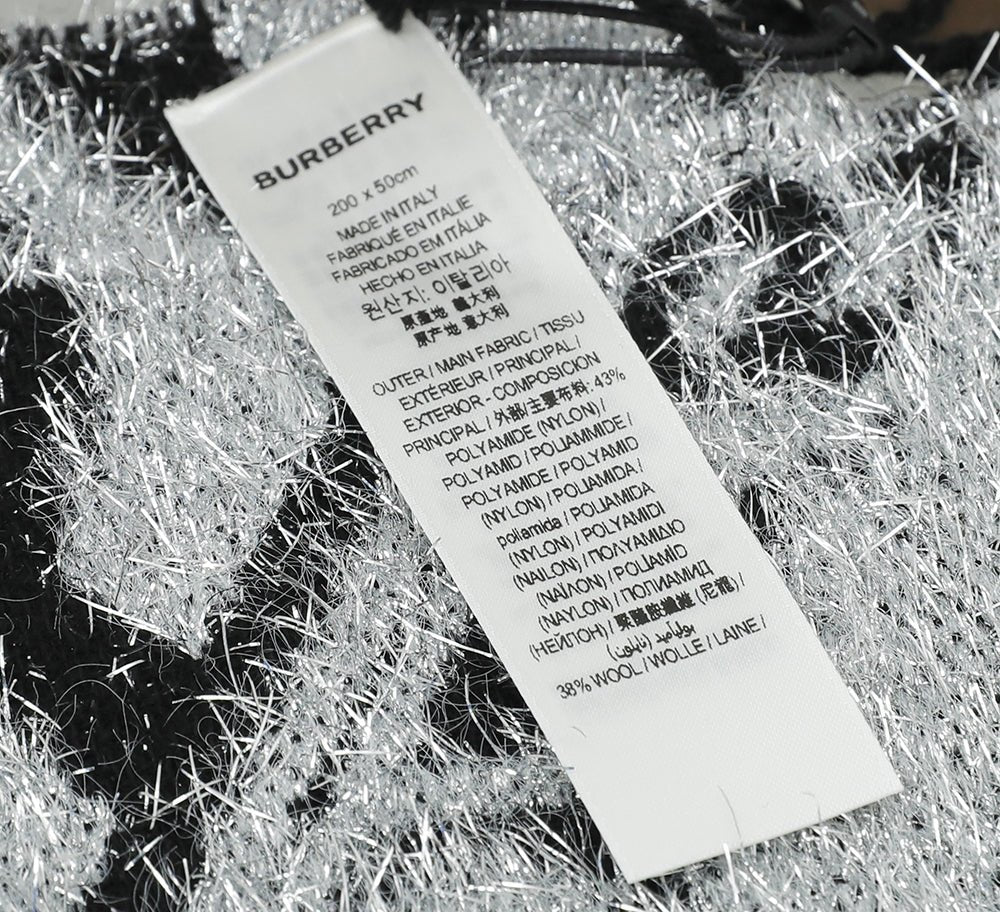 BURBERRY
200 x 50cm
MADE IN ITALY
FABRIQUÉ EN ITALIE
FABRICADO EM ITÁLIA
HECHO EN ITALIA
원산지: 이탈리아
原產地 義大利
原产地 意大利
OUTER / MAIN FABRIC / TISSU
EXTÉRIEUR / PRINCIPAL /
EXTERIOR - COMPOSICION
PRINCIPAL / 外部/主要布料: 43%
POLYAMIDE (NYLON) /
POLYAMID / POLIAMMIDE /
POLYAMIDE / POLYAMID
(NYLON) / POLIAMIDA /
poliamida / POLIAMIDA
(NYLON) / POLYAMIDI
(NAILON) / ΠΟΛΥΑΜΙΔΙΟ
(ΝΑΪΛΟΝ) / POLIAMID
(NAYLON) / ПОЛИАМИД
(НЕЙЛОН) / 聚醯胺纖維 (尼龍) /
بولياميد (نايلون)
38% WOOL / WOLLE / LAINE /